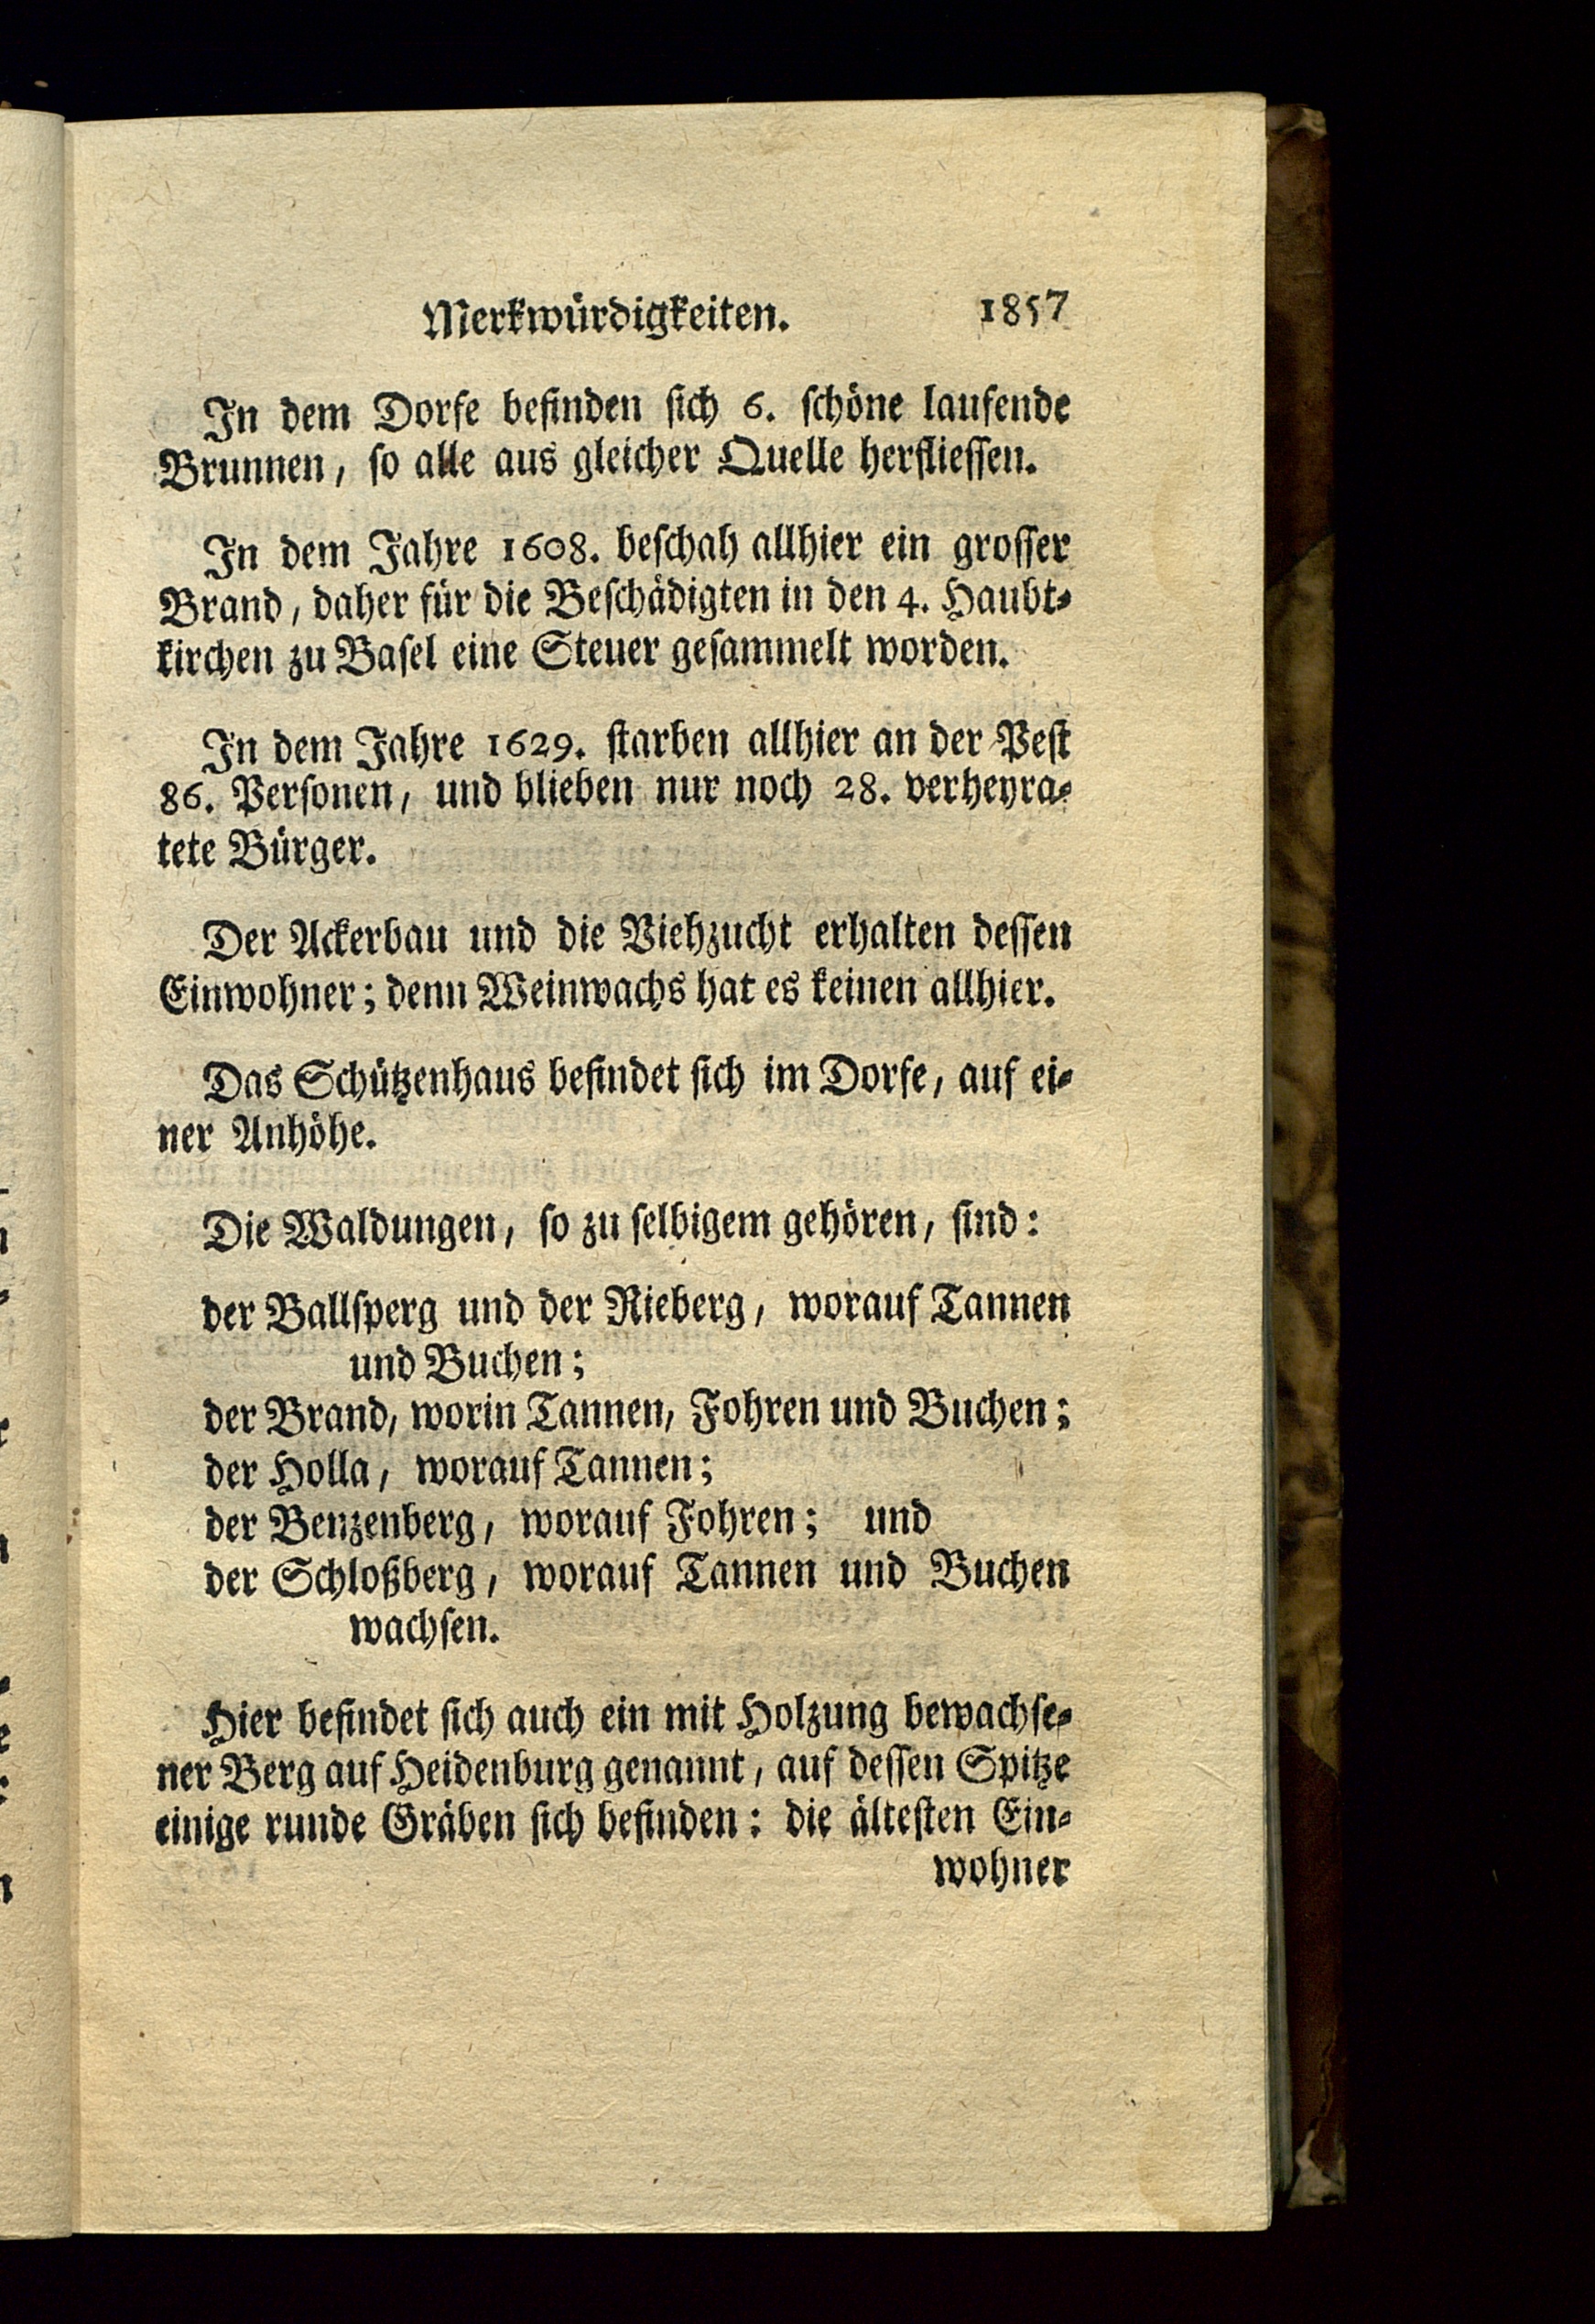 Merkwürdigkeiten. 1857
In dem Dorfe befinden sich 6. schöne laufende
Brunnen, so alle aus gleicher Quelle herfliessen.
In dem Jahre 1608. beschah allhier ein grosser
Brand, daher für die Beschädigten in den 4. Haubt-
kirchen zu Basel eine Steuer gesammelt worden.
In dem Jahre 1629. starben allhier an der Pest
86. Personen, und blieben nur noch 28. verheyra-
tete Bürger.
Der Ackerbau und die Viehzucht erhalten dessen
Einwohner; denn Weinwachs hat es keinen allhier.
Das Schützenhaus befindet sich im Dorfe, auf ei-
ner Anhöhe.
Die Waldungen, so zu selbigem gehören, sind:
der Ballsperg und der Rieberg, worauf Tannen
und Buchen;
der Brand, worin Tannen, Fohren und Buchen;
der Holla, worauf Tannen;
der Benzenberg, worauf Fohren; und
der Schloßberg, worauf Tannen und Buchen
wachsen.
Hier befindet sich auch ein mit Holzung bewachse-
ner Berg auf Heidenburg genannt, auf dessen Spitze
einige runde Gräben sich befinden: die ältesten Ein-
wohner